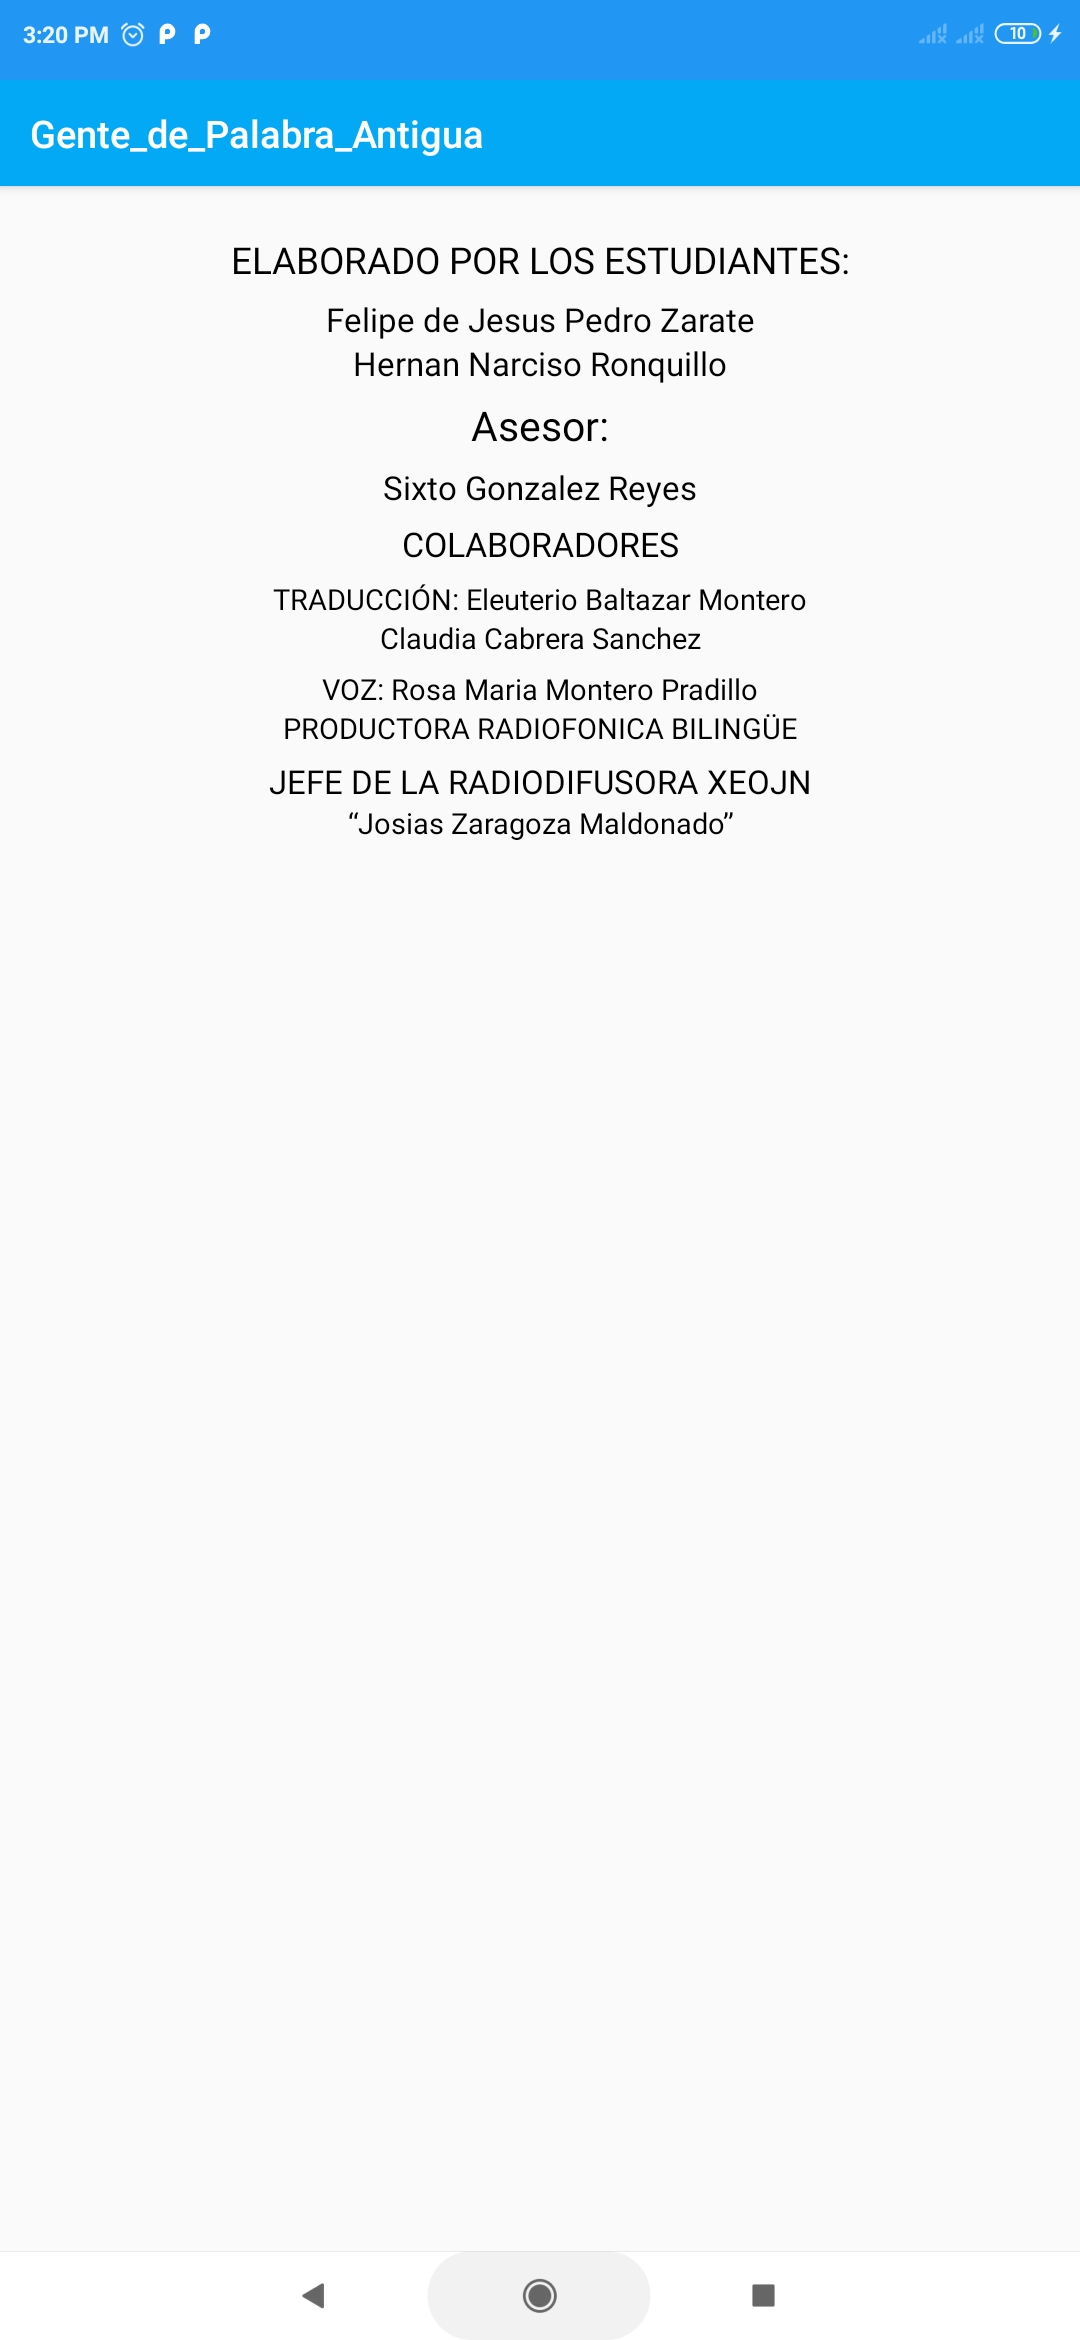 3:20 PM
10
Gente_de_Palabra_Antigua
ELABORADO POR LOS ESTUDIANTES:
Felipe de Jesus Pedro Zarate
Hernan Narciso Ronquillo
Asesor:
Sixto Gonzalez Reyes
COLABORADORES
TRADUCCIÓN: Eleuterio Baltazar Montero
Claudia Cabrera Sanchez
VOZ: Rosa Maria Montero Pradillo
PRODUCTORA RADIOFONICA BILINGÜE
JEFE DE LA RADIODIFUSORA XEOJN
“Josias Zaragoza Maldonado”